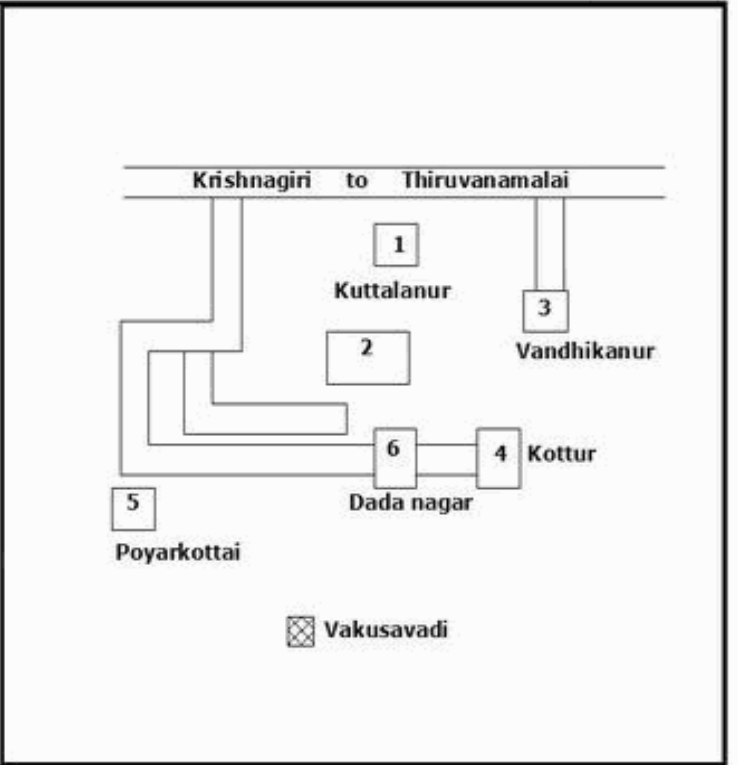 Krishnagiri to Thiruvanamalai
1
Kuttalanur
3
Vandhikanur
2
6
4 Kottur
Dada nagar
5
Poyarkottai
Vakusavadi